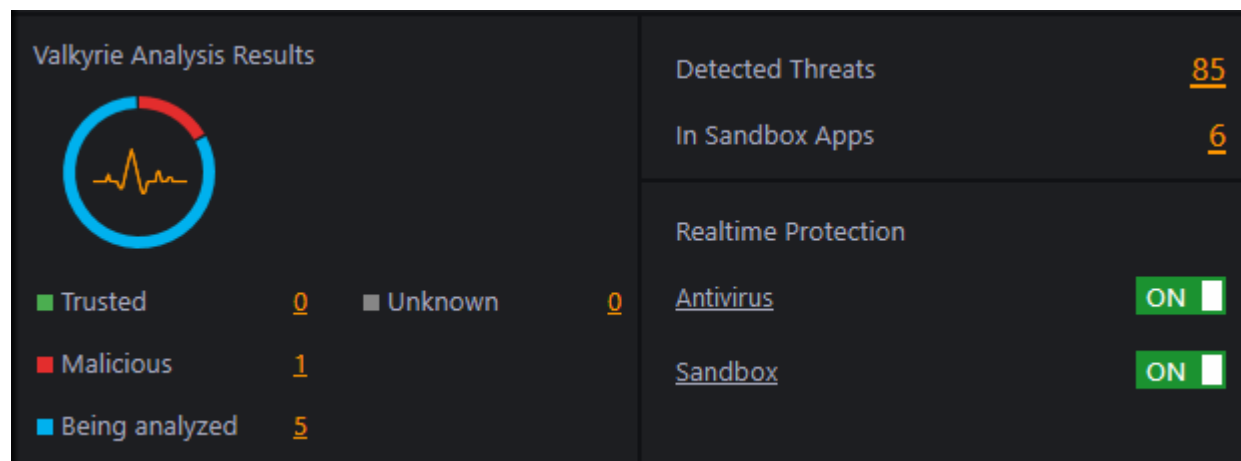 Valkyrie Analysis Results
Trusted 0 Unknown 0
Malicious 1
Being analyzed 5
Detected Threats 85
In Sandbox Apps 6
Realtime Protection
Antivirus ON
Sandbox ON